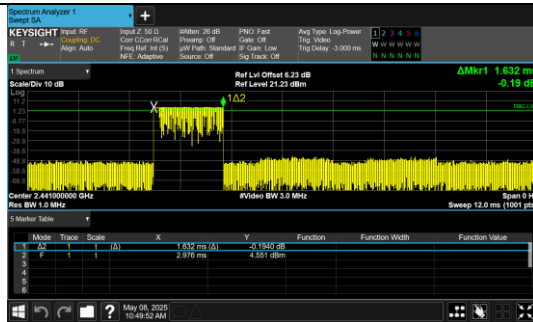 Spectrum Analyzer 1
Swept SA
+
KEYSIGHT Input: RF Input Z: 50 Ω #Atten: 26 dB PNO: Fast Avg Type: Log-Power 1 2 3 4 5 6
R T Coupling: DC Corr CCorr RCal Preamp: Off Gate: Off Trig: Video W W W W W W
Align: Auto Freq Ref: Int (S) µW Path: Standard IF Gain: Low Trig Delay: -3.000 ms
NFE: Adaptive Source: Off Sig Track: Off N N N N N N
1 Spectrum
Scale/Div 10 dB
Ref Lvl Offset 6.23 dB
Ref Level 21.23 dBm
ΔMkr1 1.632 ms
-0.19 dB
Log
11.2
1.23
-8.77
-18.8
-28.8
-38.8
-48.8
-58.8
-68.8
X
1Δ2
TRIG LV
Center 2.441000000 GHz #Video BW 3.0 MHz Span 0 H
Res BW 1.0 MHz Sweep 12.0 ms (1001 pts
5 Marker Table
Mode Trace Scale X Y Function Function Width Function Value
1 Δ2 1 t (Δ) 1.632 ms (Δ) -0.1940 dB
2 F 1 t 2.976 ms 4.551 dBm
3
4
5
6
? May 08, 2025
10:49:52 AM